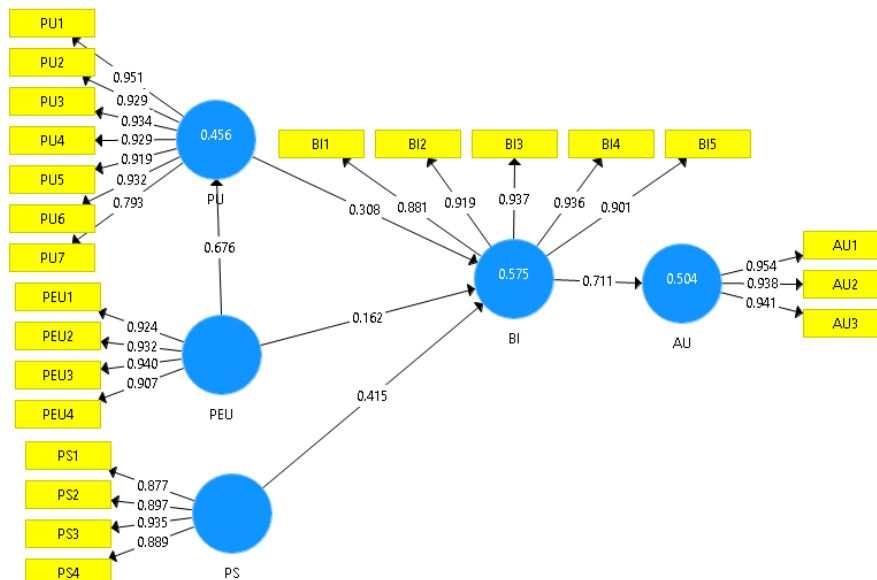 PU1
PU2
PU3
PU4
PU5
PU6
PU7
0.951
0.929
0.934
0.929
0.919
0.932
0.793
0.456
PU
BI1
BI2
BI3
BI4
BI5
0.881
0.919
0.937
0.936
0.901
0.308
0.676
0.575
BI
0.711
0.504
AU
0.954
0.938
0.941
AU1
AU2
AU3
PEU1
PEU2
PEU3
PEU4
0.924
0.932
0.940
0.907
PEU
0.162
0.415
PS1
PS2
PS3
PS4
0.877
0.897
0.935
0.889
PS